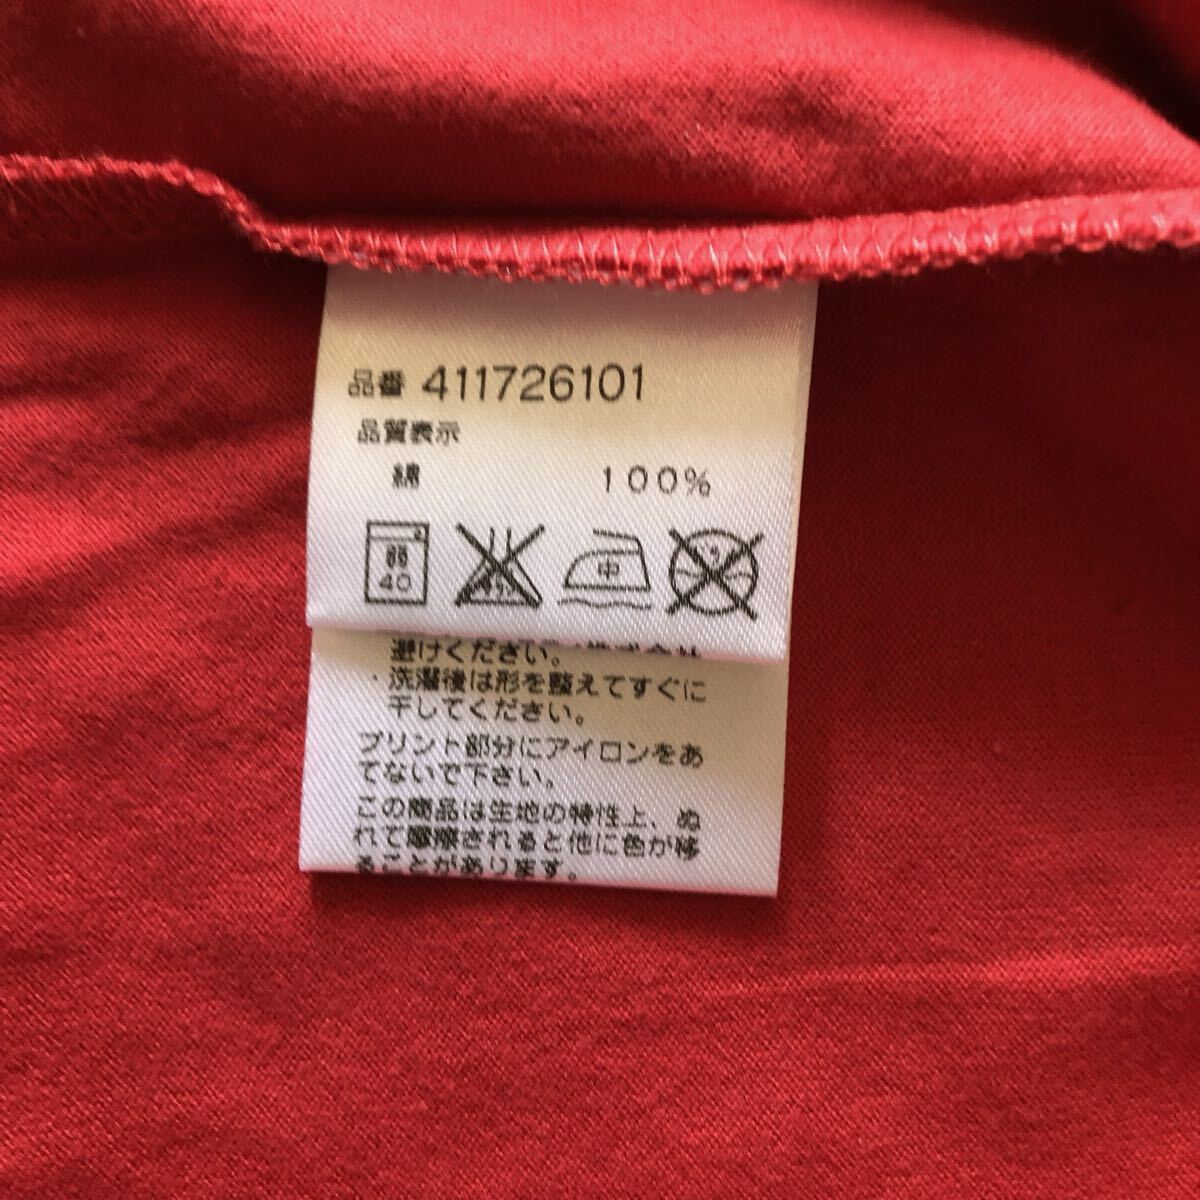 品番 411726101
品質表示
綿 100%
弱 40 中
避けください。
・洗濯後は形を整えてすぐに
干してください。
プリント部分にアイロンをあ
てないで下さい。
この商品は生地の特性上、ぬ
れて摩擦されると他に色が移
ることがあります。